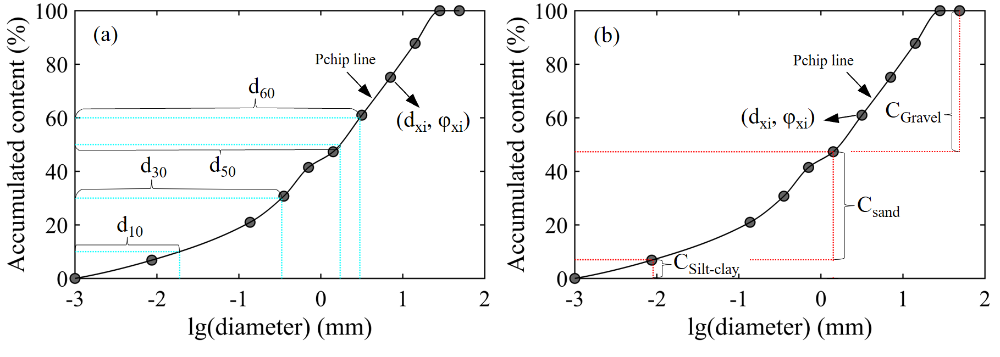 (a)
Accumulated content (%)
100
80
60
40
20
0
Pchip line
d60
(dxi, φxi)
d30
d50
d10
-3 -2 -1 0 1 2
lg(diameter) (mm)
(b)
Accumulated content (%)
100
80
60
40
20
0
Pchip line
(dxi, φxi)
CGravel
Csand
CSilt-clay
-3 -2 -1 0 1 2
lg(diameter) (mm)